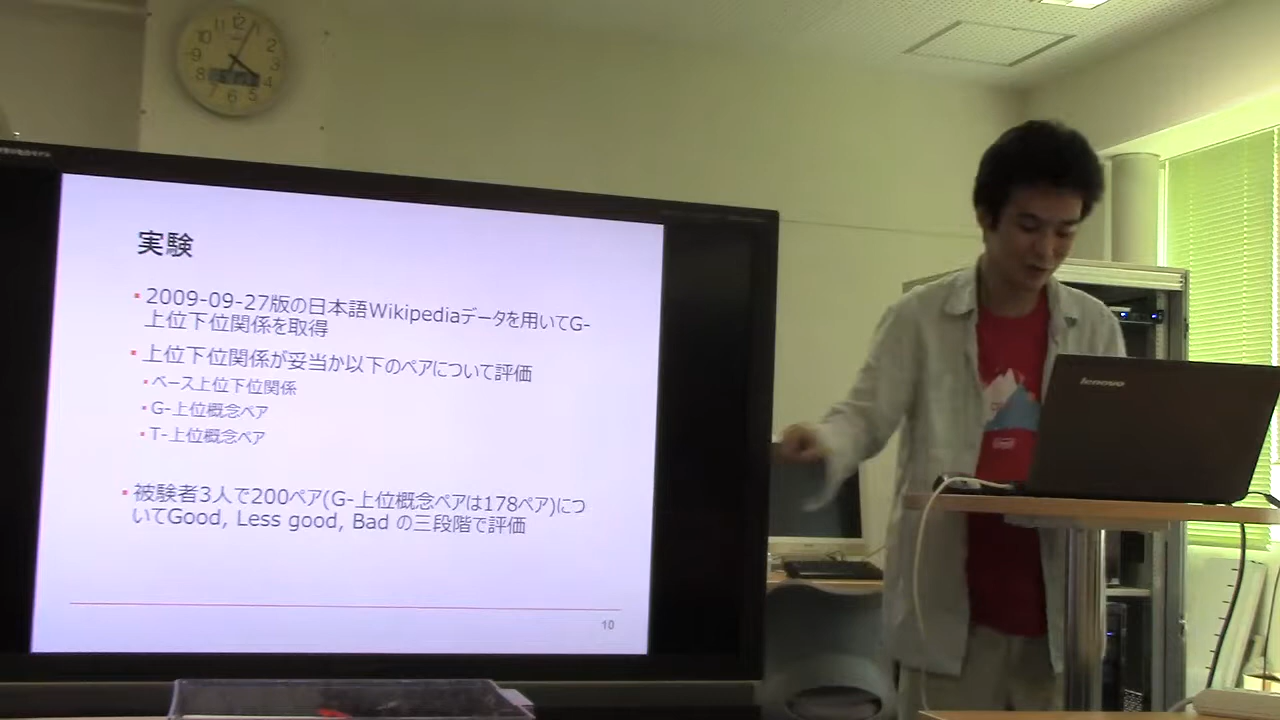 実験
2009-09-27版の日本語Wikipediaデータを用いてG-
上位下位関係を取得
上位下位関係が妥当か以下のペアについて評価
ベース上位下位関係
G-上位概念ペア
T-上位概念ペア
被験者3人で200ペア(G-上位概念ペアは178ペア)につ
いてGood, Less good, Bad の三段階で評価
10
lenovo